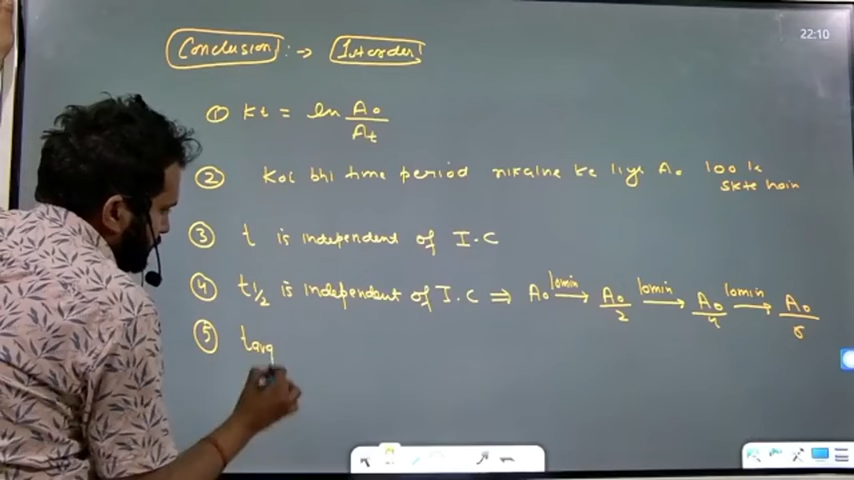 22:10
Conclusion :→ Ist order!
① kt = ln A₀/Aₜ
② Koi bhi time period nikalne ke liye A₀ 100 le
skte hain
③ t is independent of I.C
④ t1/2 is independent of I.C ⇒ A₀ 10min→ A₀/2 10min→ A₀/4 10min→ A₀/8
⑤ tavg